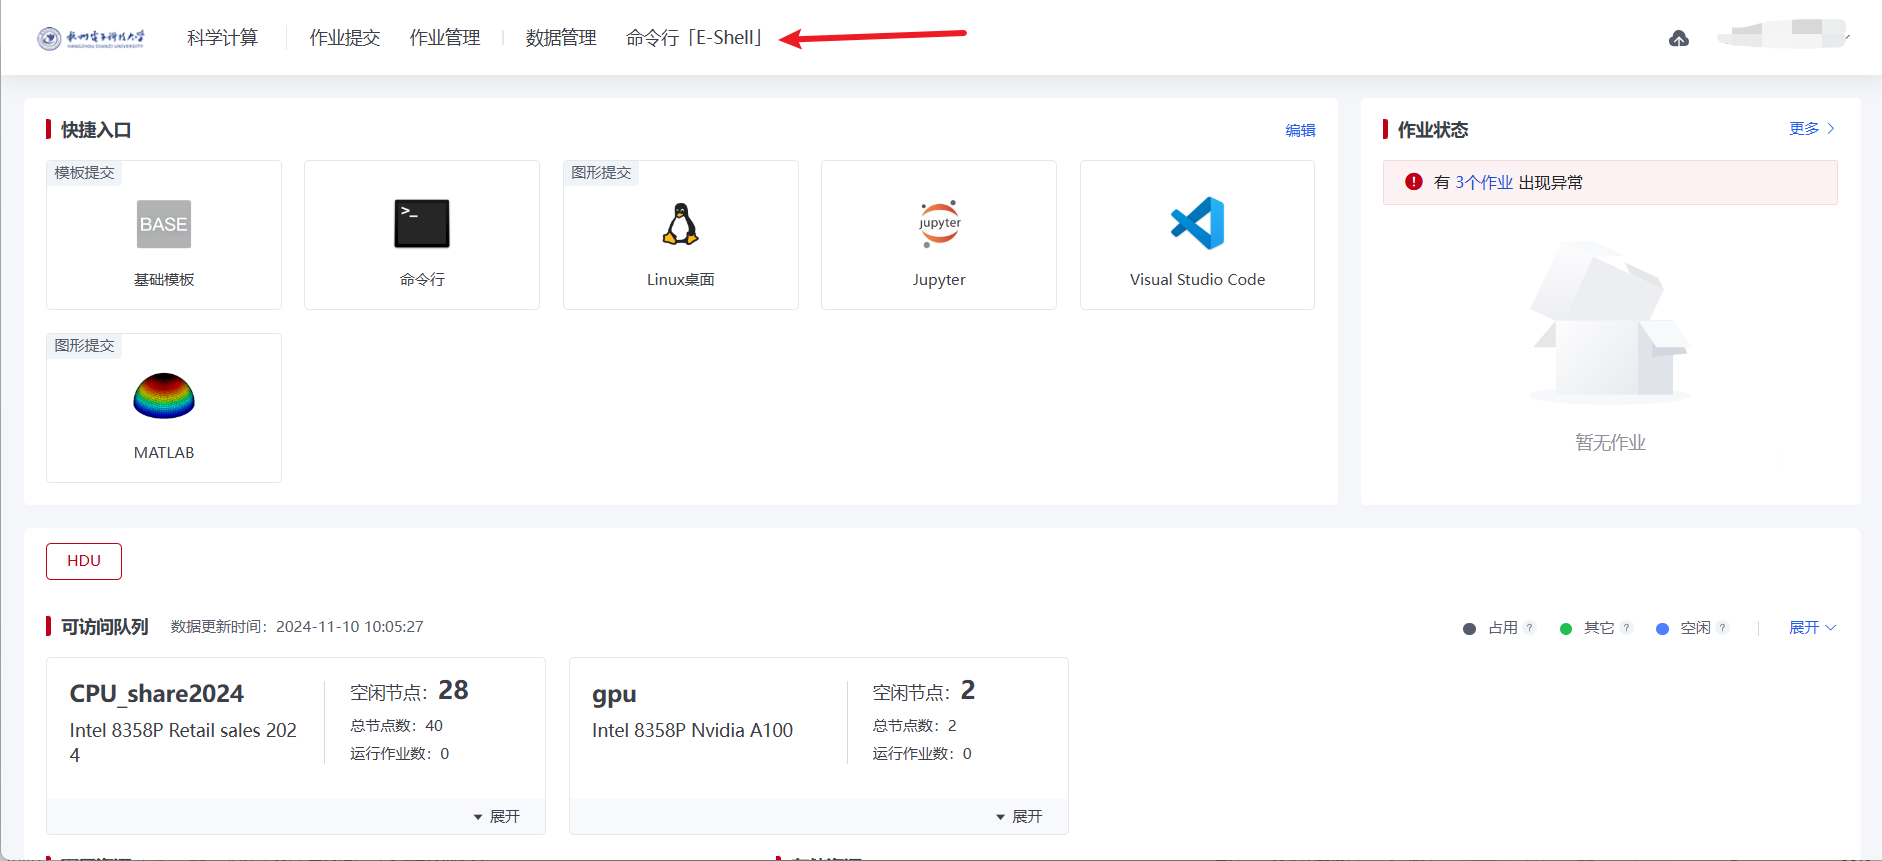 杭州电子科技大学
HANGZHOU DIANZI UNIVERSITY
科学计算 作业提交 作业管理 数据管理 命令行「E-Shell」
快捷入口 编辑
模板提交
BASE
基础模板
>_
命令行
图形提交
Linux桌面
jupyter
Jupyter
Visual Studio Code
图形提交
MATLAB
作业状态 更多
有 3个作业 出现异常
暂无作业
HDU
可访问队列 数据更新时间：2024-11-10 10:05:27 占用 ? 其它 ? 空闲 ? 展开
CPU_share2024
Intel 8358P Retail sales 202
4
空闲节点：28
总节点数：40
运行作业数：0
展开
gpu
Intel 8358P Nvidia A100
空闲节点：2
总节点数：2
运行作业数：0
展开